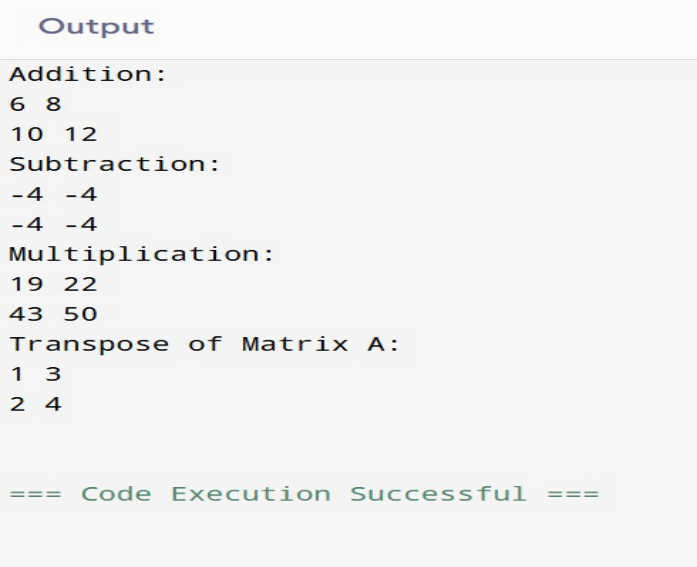 Output
Addition:
6 8
10 12
Subtraction:
-4 -4
-4 -4
Multiplication:
19 22
43 50
Transpose of Matrix A:
1 3
2 4
=== Code Execution Successful ===